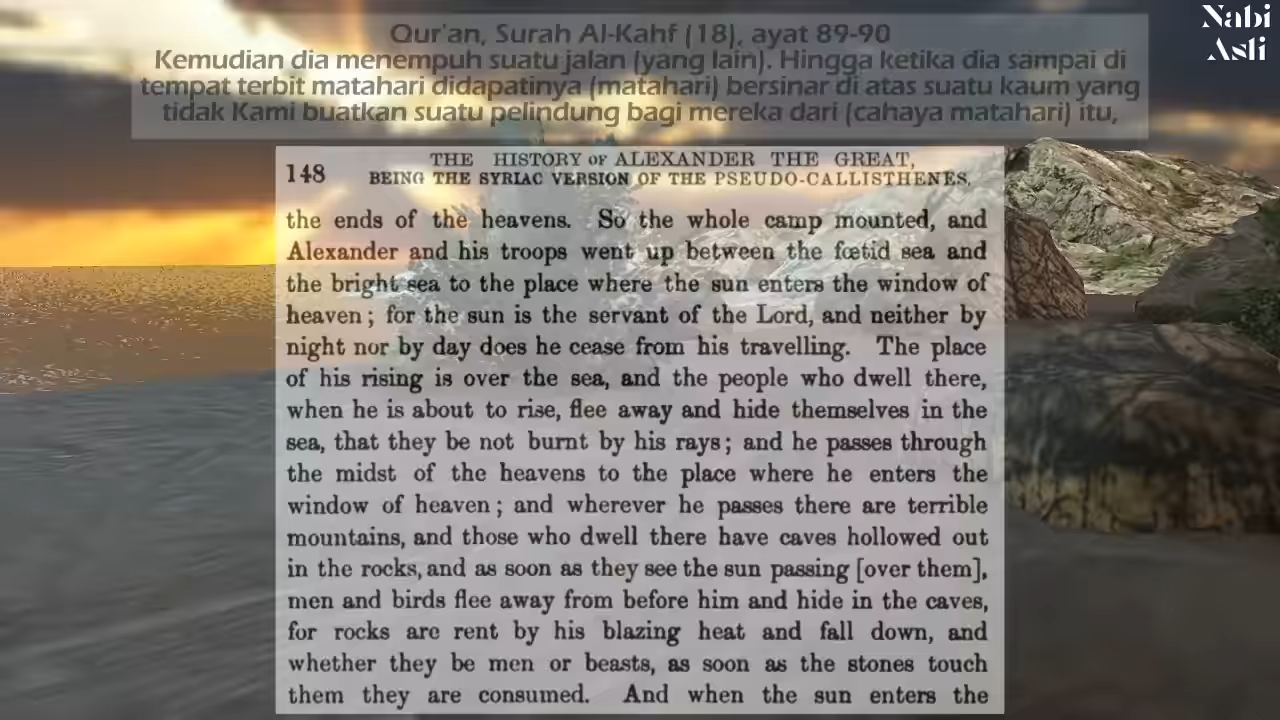 Nabi
Asli
Qur'an, Surah Al-Kahf (18), ayat 89-90
Kemudian dia menempuh suatu jalan (yang lain). Hingga ketika dia sampai di
tempat terbit matahari didapatinya (matahari) bersinar di atas suatu kaum yang
tidak Kami buatkan suatu pelindung bagi mereka dari (cahaya matahari) itu,
148
THE HISTORY OF ALEXANDER THE GREAT,
BEING THE SYRIAC VERSION OF THE PSEUDO-CALLISTHENES,
the ends of the heavens. So the whole camp mounted, and
Alexander and his troops went up between the fœtid sea and
the bright sea to the place where the sun enters the window of
heaven; for the sun is the servant of the Lord, and neither by
night nor by day does he cease from his travelling. The place
of his rising is over the sea, and the people who dwell there,
when he is about to rise, flee away and hide themselves in the
sea, that they be not burnt by his rays; and he passes through
the midst of the heavens to the place where he enters the
window of heaven; and wherever he passes there are terrible
mountains, and those who dwell there have caves hollowed out
in the rocks, and as soon as they see the sun passing [over them],
men and birds flee away from before him and hide in the caves,
for rocks are rent by his blazing heat and fall down, and
whether they be men or beasts, as soon as the stones touch
them they are consumed. And when the sun enters the